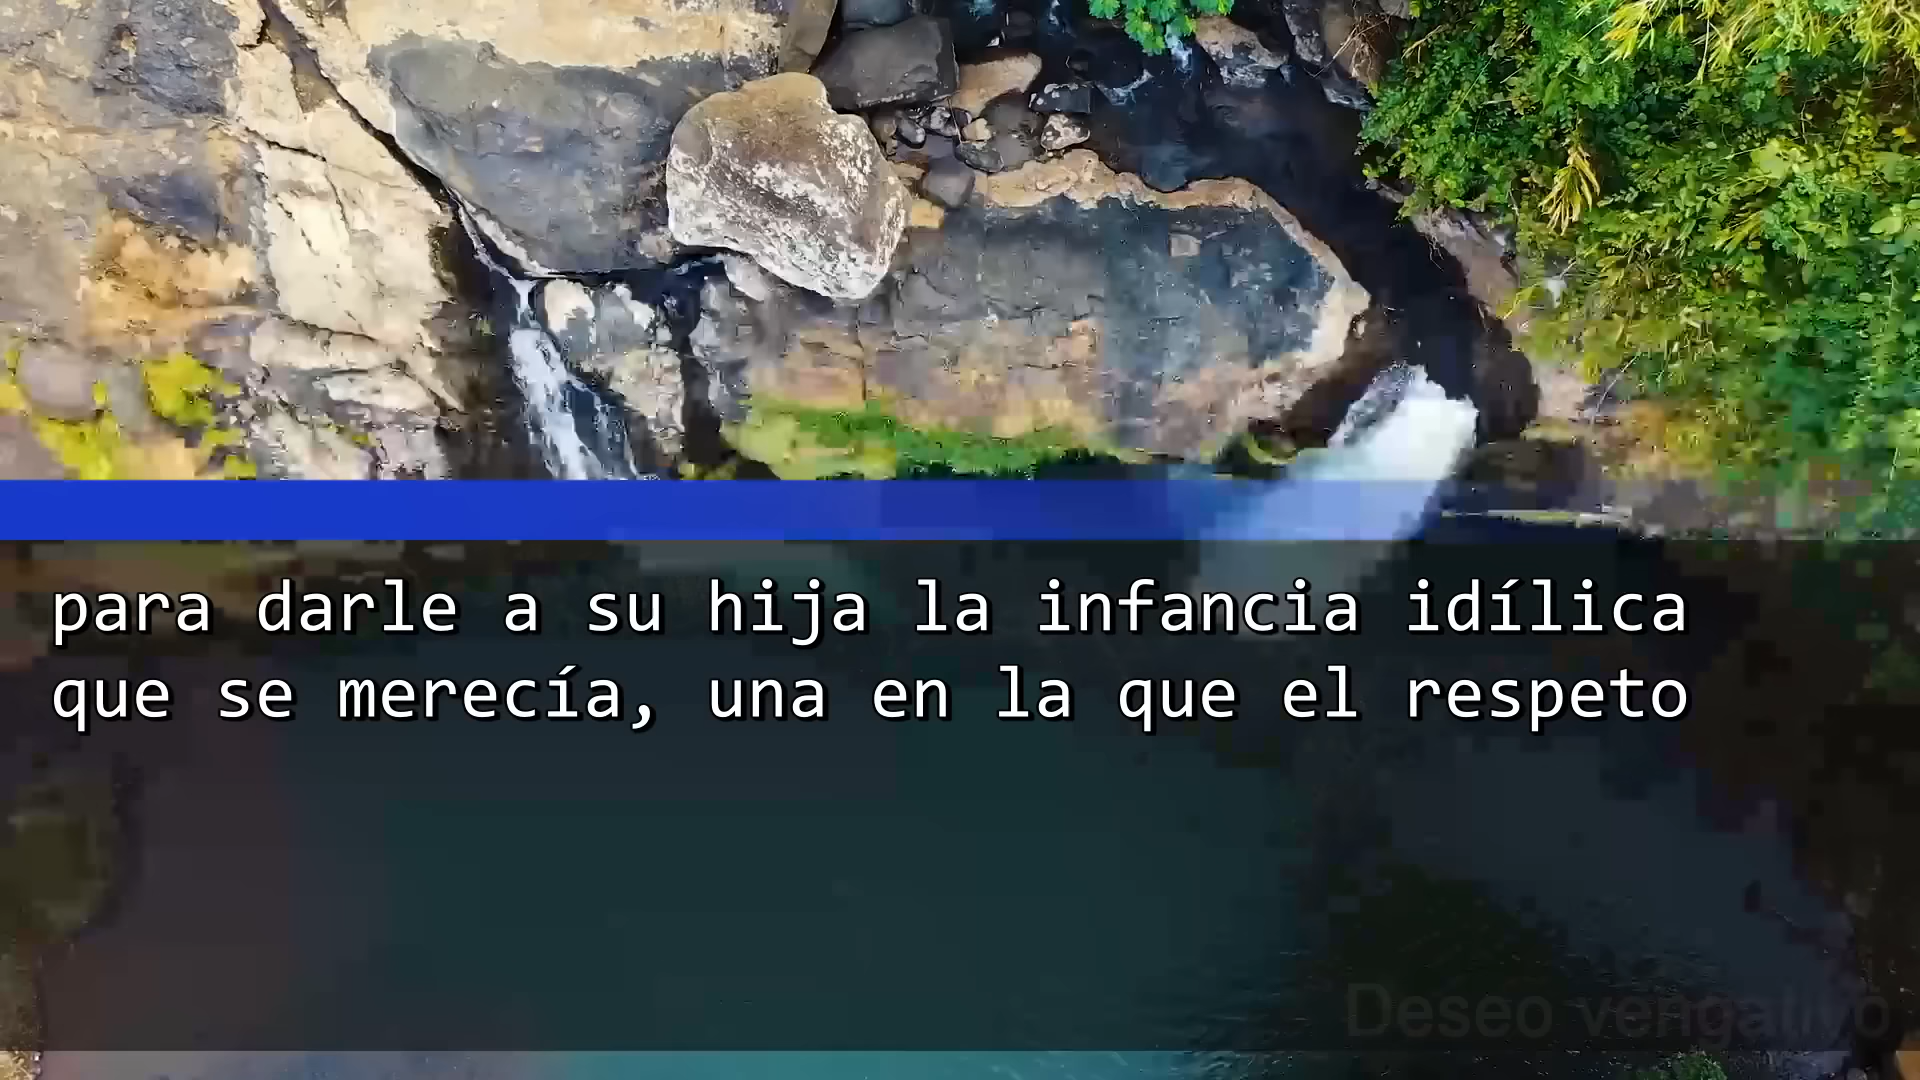 para darle a su hija la infancia idílica
que se merecía, una en la que el respeto
Deseo vengativo